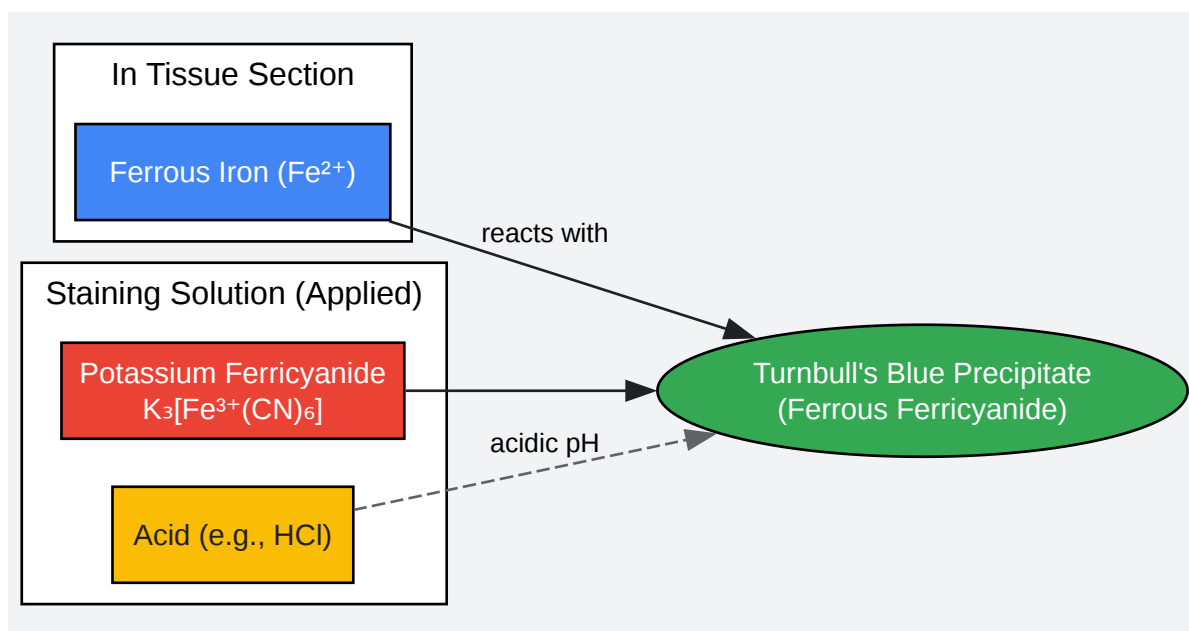 In Tissue Section
Ferrous Iron (Fe²⁺)
reacts with
Staining Solution (Applied)
Potassium Ferricyanide
K₃[Fe³⁺(CN)₆]
Turnbull's Blue Precipitate
(Ferrous Ferricyanide)
acidic pH
Acid (e.g., HCl)